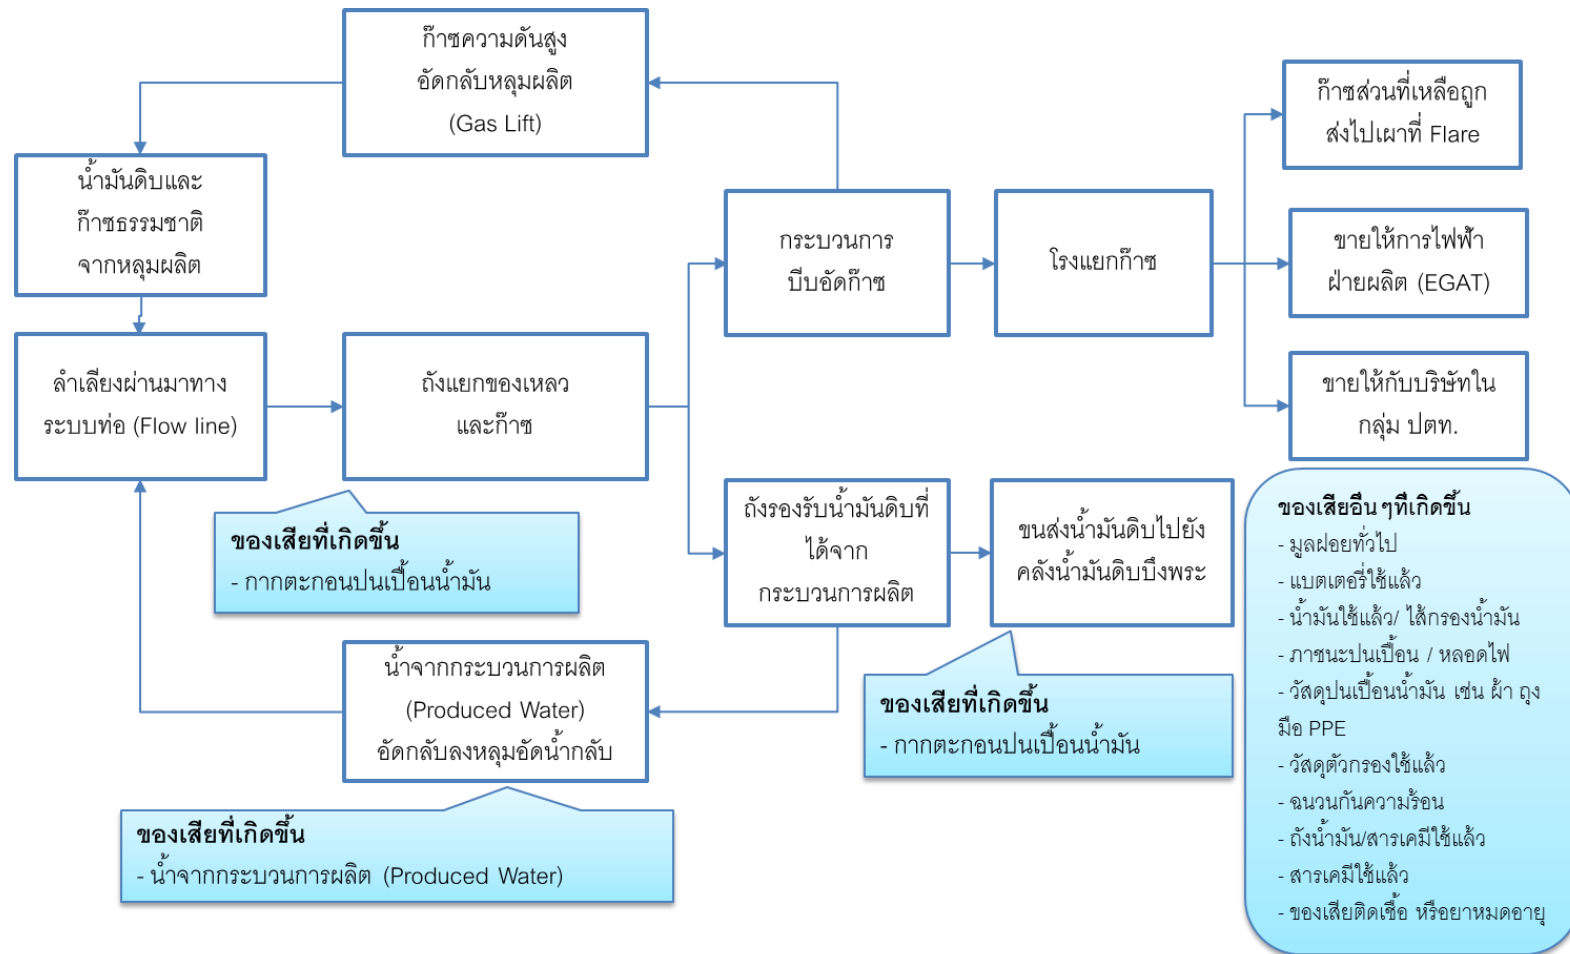 ก๊าซความดันสูง
อัดกลับหลุมผลิต
(Gas Lift)
ก๊าซส่วนที่เหลือถูก
ส่งไปเผาที่ Flare
น้ำมันดิบและ
ก๊าซธรรมชาติ
จากหลุมผลิต
กระบวนการ
บีบอัดก๊าซ
โรงแยกก๊าซ
ขายให้การไฟฟ้า
ฝ่ายผลิต (EGAT)
ลำเลียงผ่านมาทาง
ระบบท่อ (Flow line)
ถังแยกของเหลว
และก๊าซ
ขายให้กับบริษัทใน
กลุ่ม ปตท.
ของเสียที่เกิดขึ้น
- กากตะกอนปนเปื้อนน้ำมัน
ถังรองรับน้ำมันดิบที่
ได้จาก
กระบวนการผลิต
ขนส่งน้ำมันดิบไปยัง
คลังน้ำมันดิบบึงพระ
น้ำจากกระบวนการผลิต
(Produced Water)
อัดกลับลงหลุมอัดน้ำกลับ
ของเสียที่เกิดขึ้น
- กากตะกอนปนเปื้อนน้ำมัน
ของเสียที่เกิดขึ้น
- น้ำจากกระบวนการผลิต (Produced Water)
ของเสียอื่นๆที่เกิดขึ้น
- มูลฝอยทั่วไป
- แบตเตอรี่ใช้แล้ว
- น้ำมันใช้แล้ว/ ไส้กรองน้ำมัน
- ภาชนะปนเปื้อน / หลอดไฟ
- วัสดุปนเปื้อนน้ำมัน เช่น ผ้า ถุง
มือ PPE
- วัสดุตัวกรองใช้แล้ว
- ฉนวนกันความร้อน
- ถังน้ำมัน/สารเคมีใช้แล้ว
- สารเคมีใช้แล้ว
- ของเสียติดเชื้อ หรือยาหมดอายุ